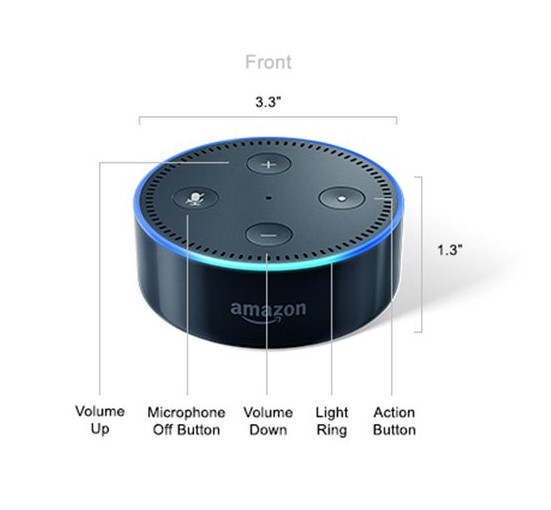 Front
3.3"
1.3"
amazon
Volume
Up
Microphone
Off Button
Volume
Down
Light
Ring
Action
Button